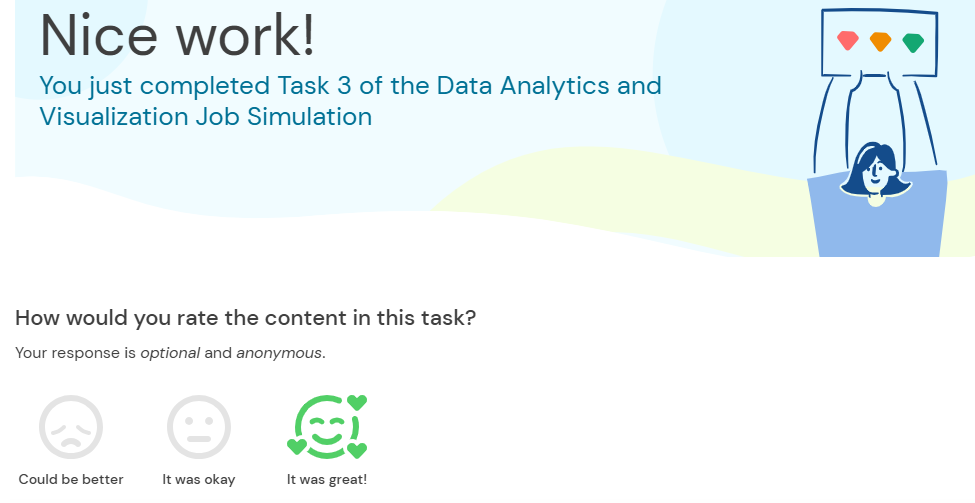 Nice work!
You just completed Task 3 of the Data Analytics and
Visualization Job Simulation
How would you rate the content in this task?
Your response is optional and anonymous.
Could be better
It was okay
It was great!